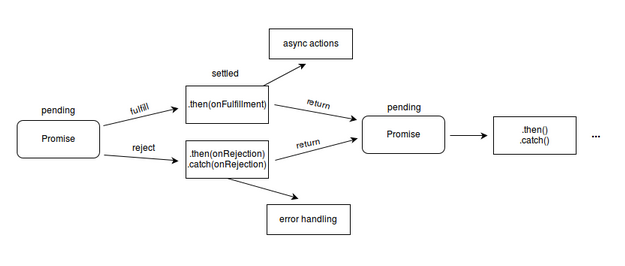 async actions
settled
pending
fulfill
.then(onFulfillment)
return
pending
Promise
reject
.then(onRejection)
.catch(onRejection)
return
Promise
.then()
.catch()
...
error handling